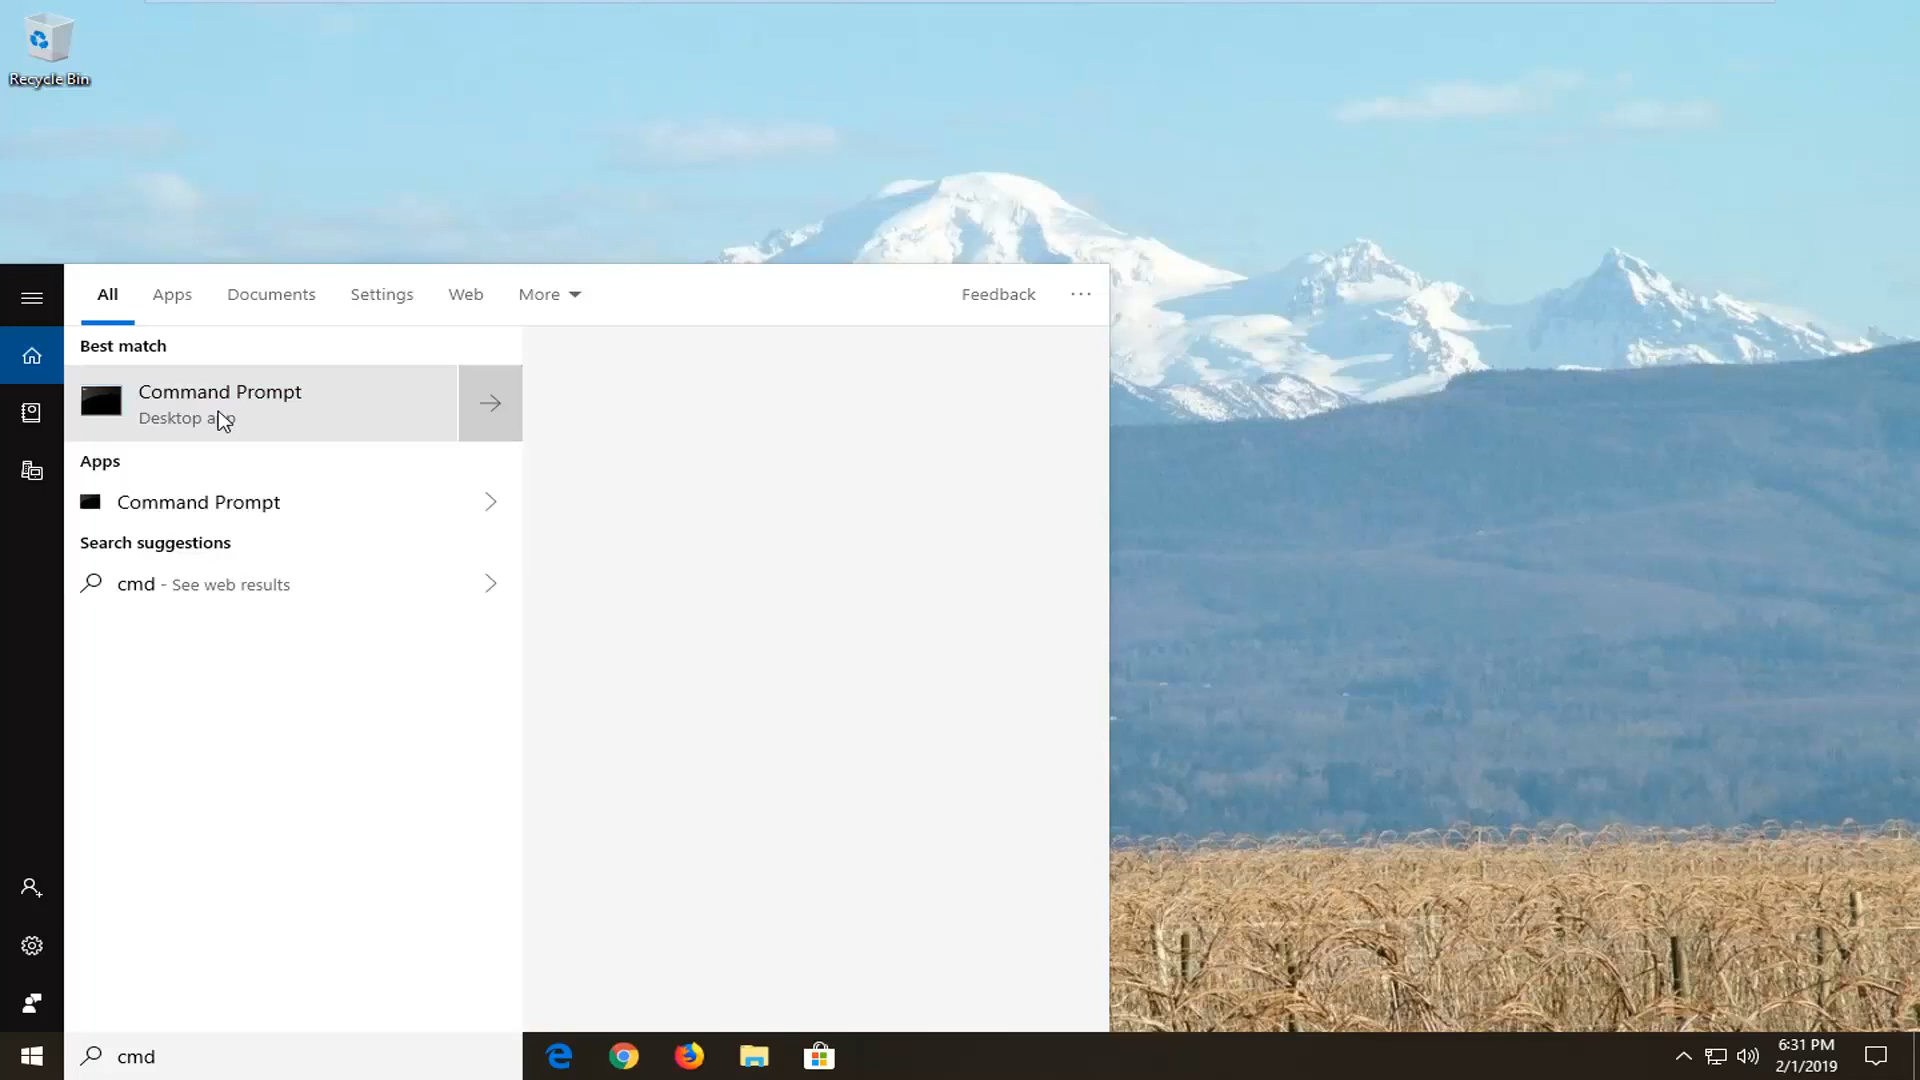 Recycle Bin
All Apps Documents Settings Web More Feedback ...
Best match
Command Prompt
Desktop app
Apps
Command Prompt
Search suggestions
cmd - See web results
cmd
6:31 PM
2/1/2019